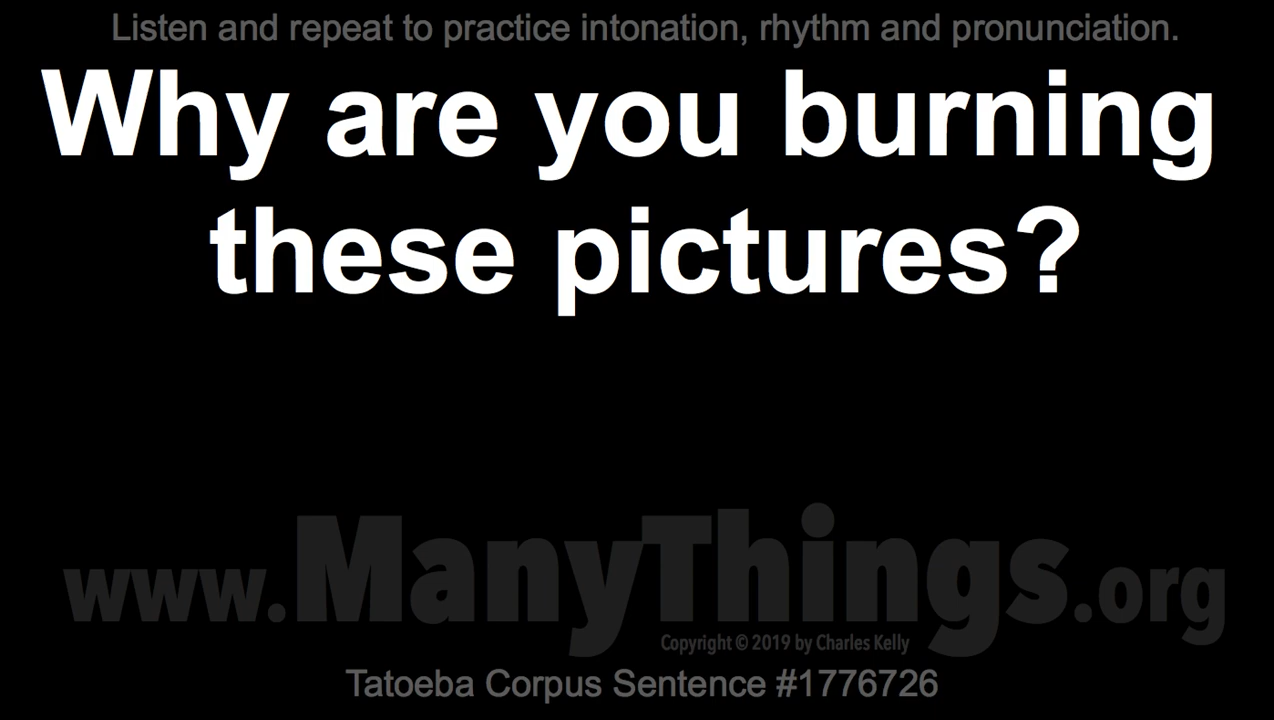 Listen and repeat to practice intonation, rhythm and pronunciation.
Why are you burning
these pictures?
www.ManyThings.org
Copyright © 2019 by Charles Kelly
Tatoeba Corpus Sentence #1776726